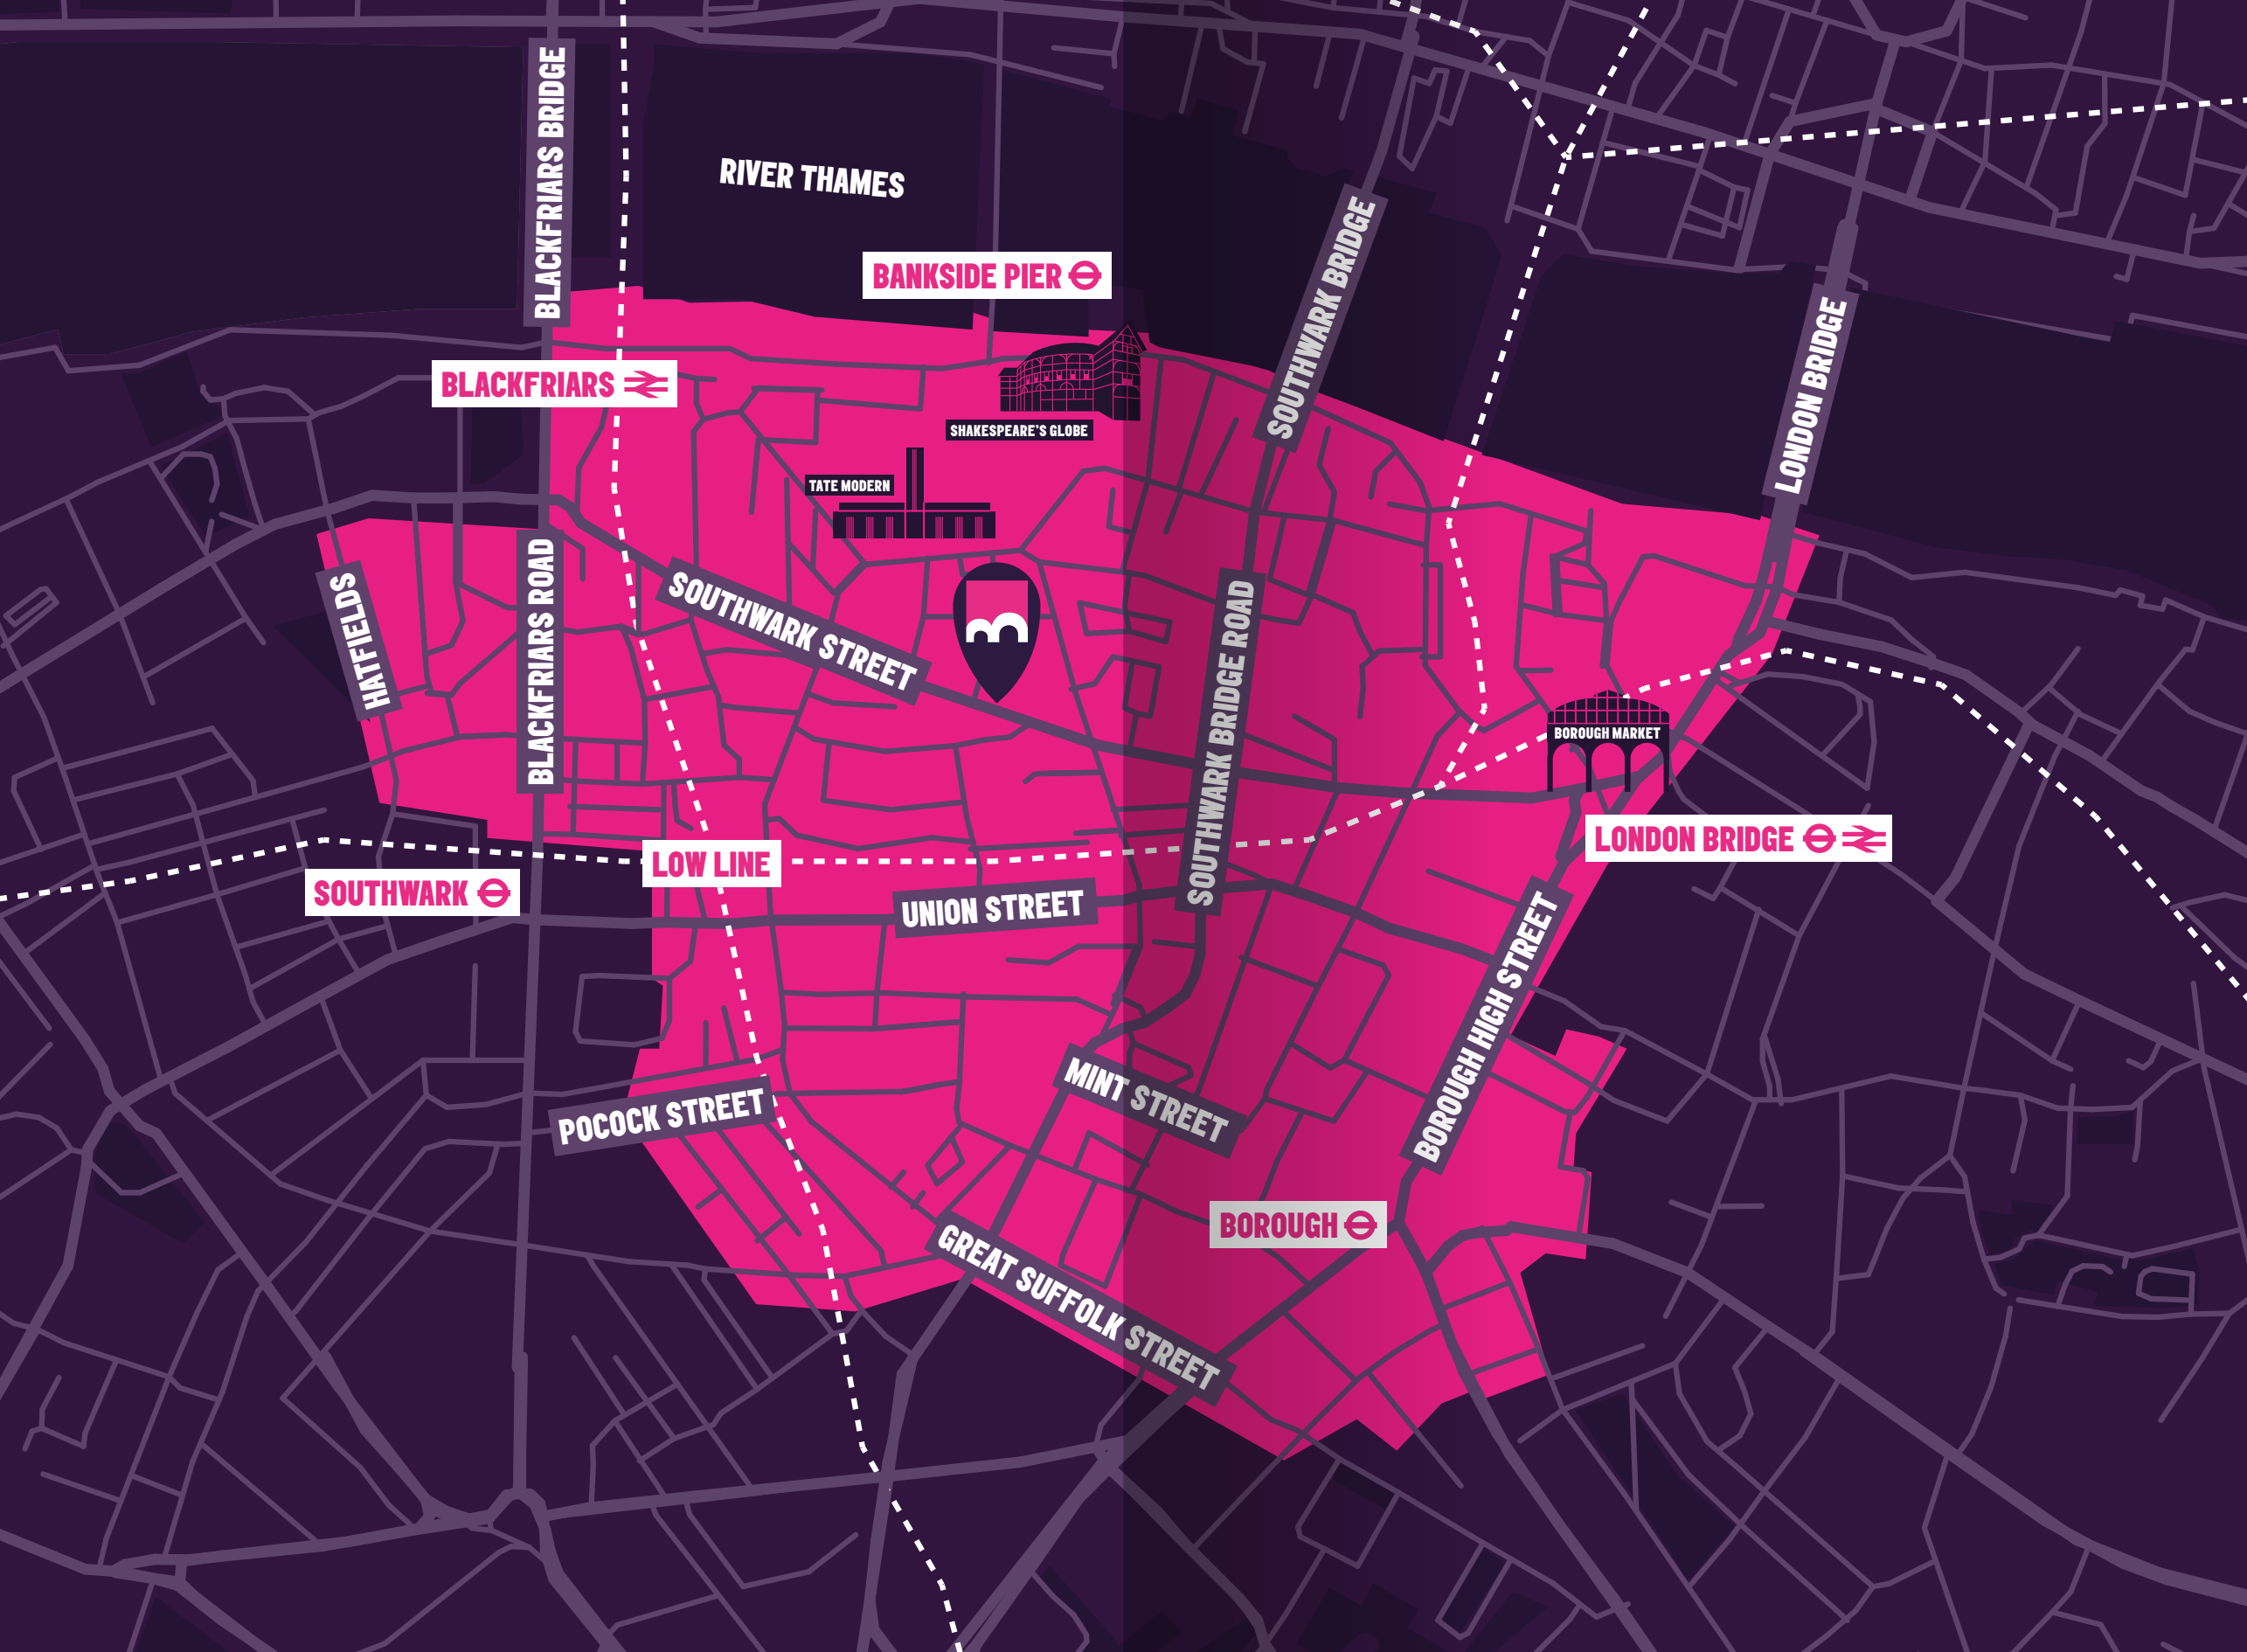 BLACKFRIARS BRIDGE
RIVER THAMES
BANKSIDE PIER
SOUTHWARK BRIDGE
LONDON BRIDGE
BLACKFRIARS
SHAKESPEARE'S GLOBE
TATE MODERN
HATFIELDS
BLACKFRIARS ROAD
SOUTHWARK STREET
B
SOUTHWARK BRIDGE ROAD
BOROUGH MARKET
LONDON BRIDGE
LOW LINE
SOUTHWARK
UNION STREET
BOROUGH HIGH STREET
MINT STREET
POCOCK STREET
BOROUGH
GREAT SUFFOLK STREET